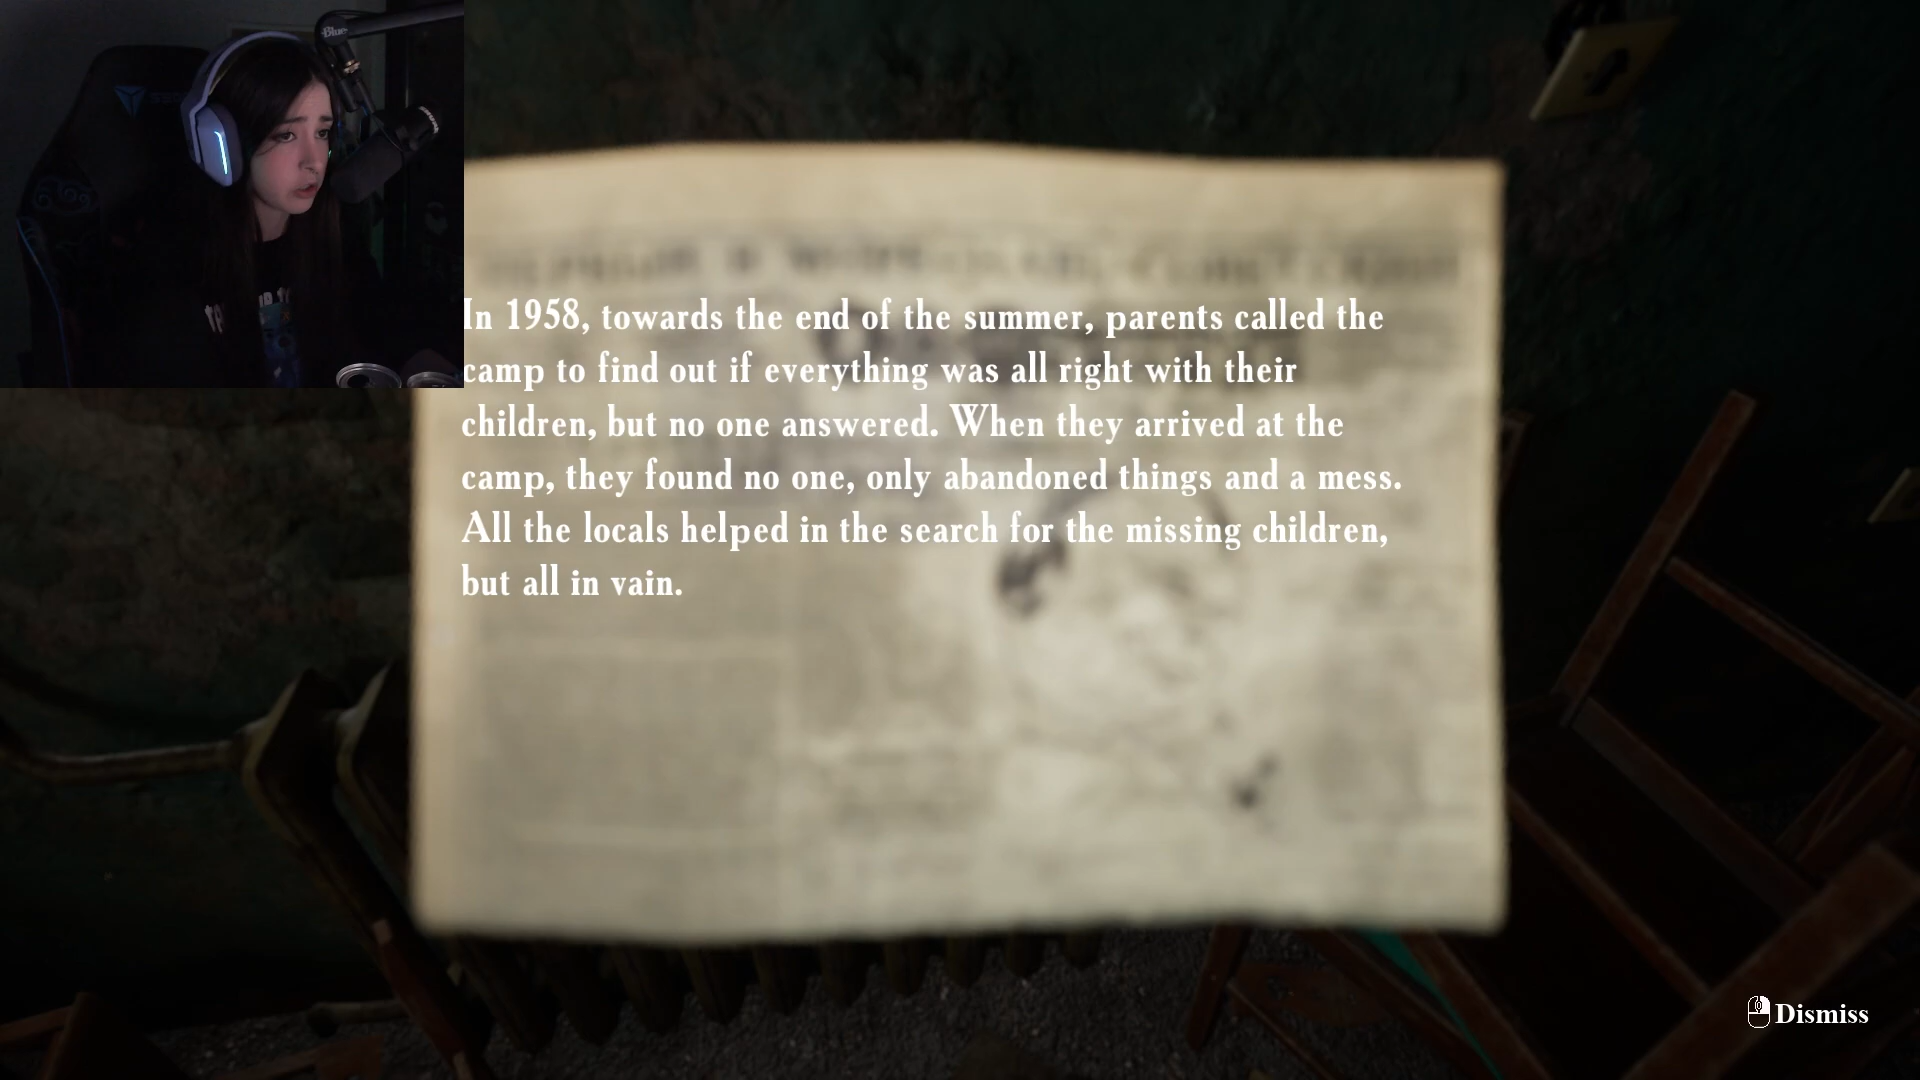 Blue
In 1958, towards the end of the summer, parents called the
camp to find out if everything was all right with their
children, but no one answered. When they arrived at the
camp, they found no one, only abandoned things and a mess.
All the locals helped in the search for the missing children,
but all in vain.
Dismiss